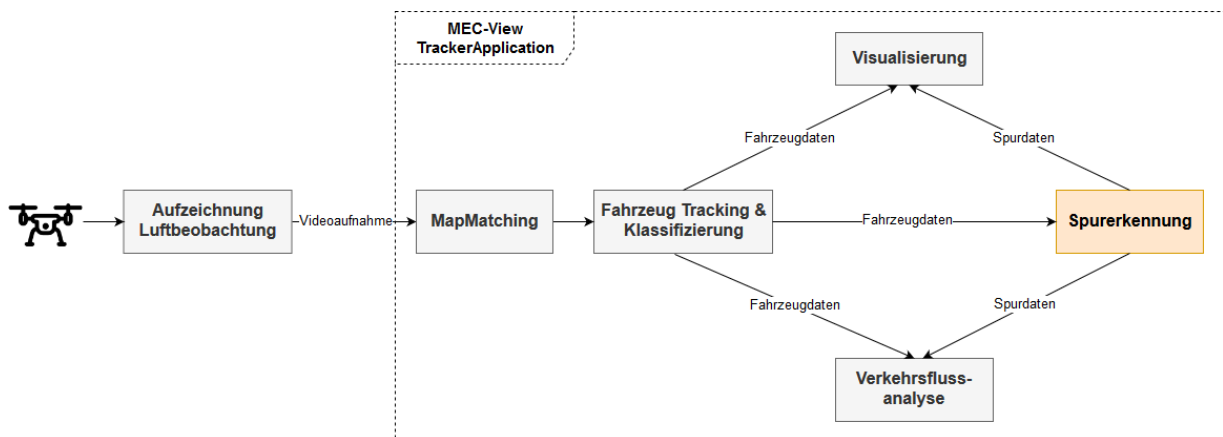 MEC-View
TrackerApplication
Visualisierung
Fahrzeugdaten
Spurdaten
Aufzeichnung
Luftbeobachtung
Videoaufnahme
MapMatching
Fahrzeug Tracking &
Klassifizierung
Fahrzeugdaten
Spurerkennung
Fahrzeugdaten
Spurdaten
Verkehrsfluss-
analyse